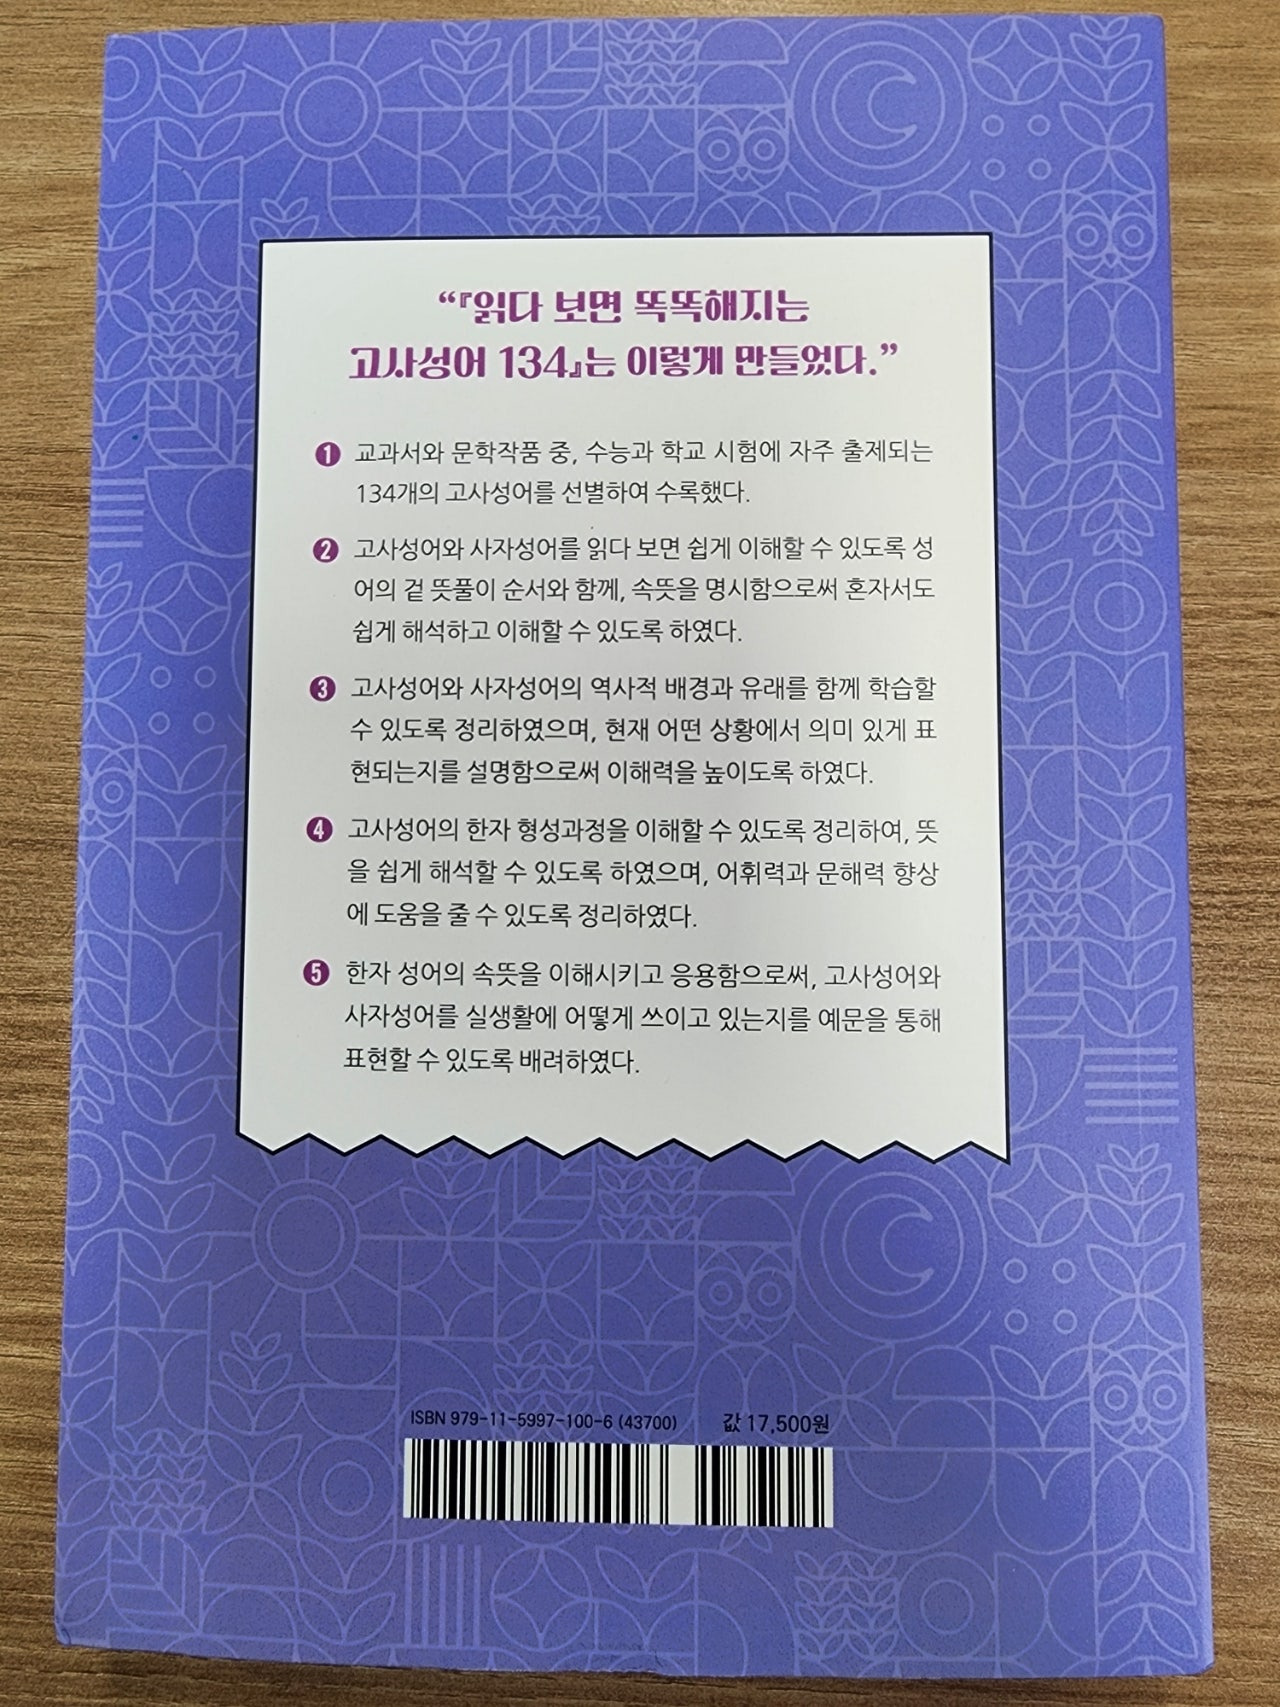 “『읽다 보면 똑똑해지는
고사성어 134』는 이렇게 만들었다.”
1 교과서와 문학작품 중, 수능과 학교 시험에 자주 출제되는
134개의 고사성어를 선별하여 수록했다.
2 고사성어와 사자성어를 읽다 보면 쉽게 이해할 수 있도록 성
어의 겉 뜻풀이 순서와 함께, 속뜻을 명시함으로써 혼자서도
쉽게 해석하고 이해할 수 있도록 하였다.
3 고사성어와 사자성어의 역사적 배경과 유래를 함께 학습할
수 있도록 정리하였으며, 현재 어떤 상황에서 의미 있게 표
현되는지를 설명함으로써 이해력을 높이도록 하였다.
4 고사성어의 한자 형성과정을 이해할 수 있도록 정리하여, 뜻
을 쉽게 해석할 수 있도록 하였으며, 어휘력과 문해력 향상
에 도움을 줄 수 있도록 정리하였다.
5 한자 성어의 속뜻을 이해시키고 응용함으로써, 고사성어와
사자성어를 실생활에 어떻게 쓰이고 있는지를 예문을 통해
표현할 수 있도록 배려하였다.
ISBN 979-11-5997-100-6 (43700) 값 17,500원